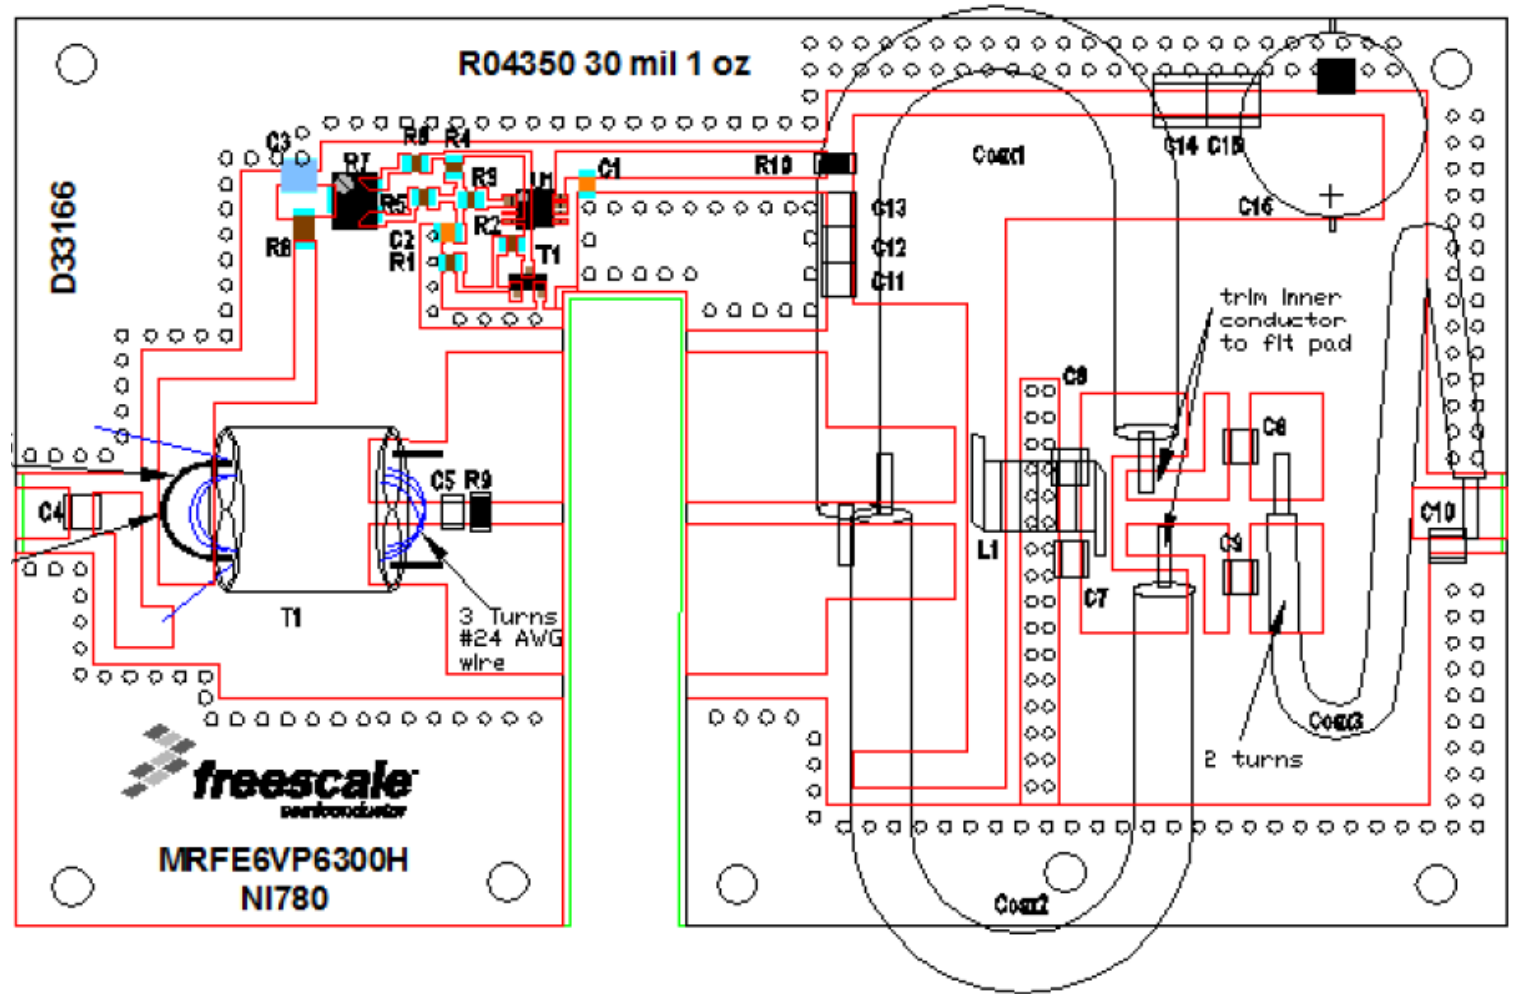 R04350 30 mil 1 oz
D33166
C3
R6
R4
R7
R3
U1
C1
R5
R2
C2
R1
T1
R8
R10
C13
C12
C11
Coax1
C14
C15
C16
trim inner
conductor
to fit pad
C4
T1
C5
R9
3 Turns
#24 AWG
wire
L1
C6
C7
C8
C9
C10
Coax3
2 turns
Coax2
freescale
semiconductor
MRFE6VP6300H
NI780